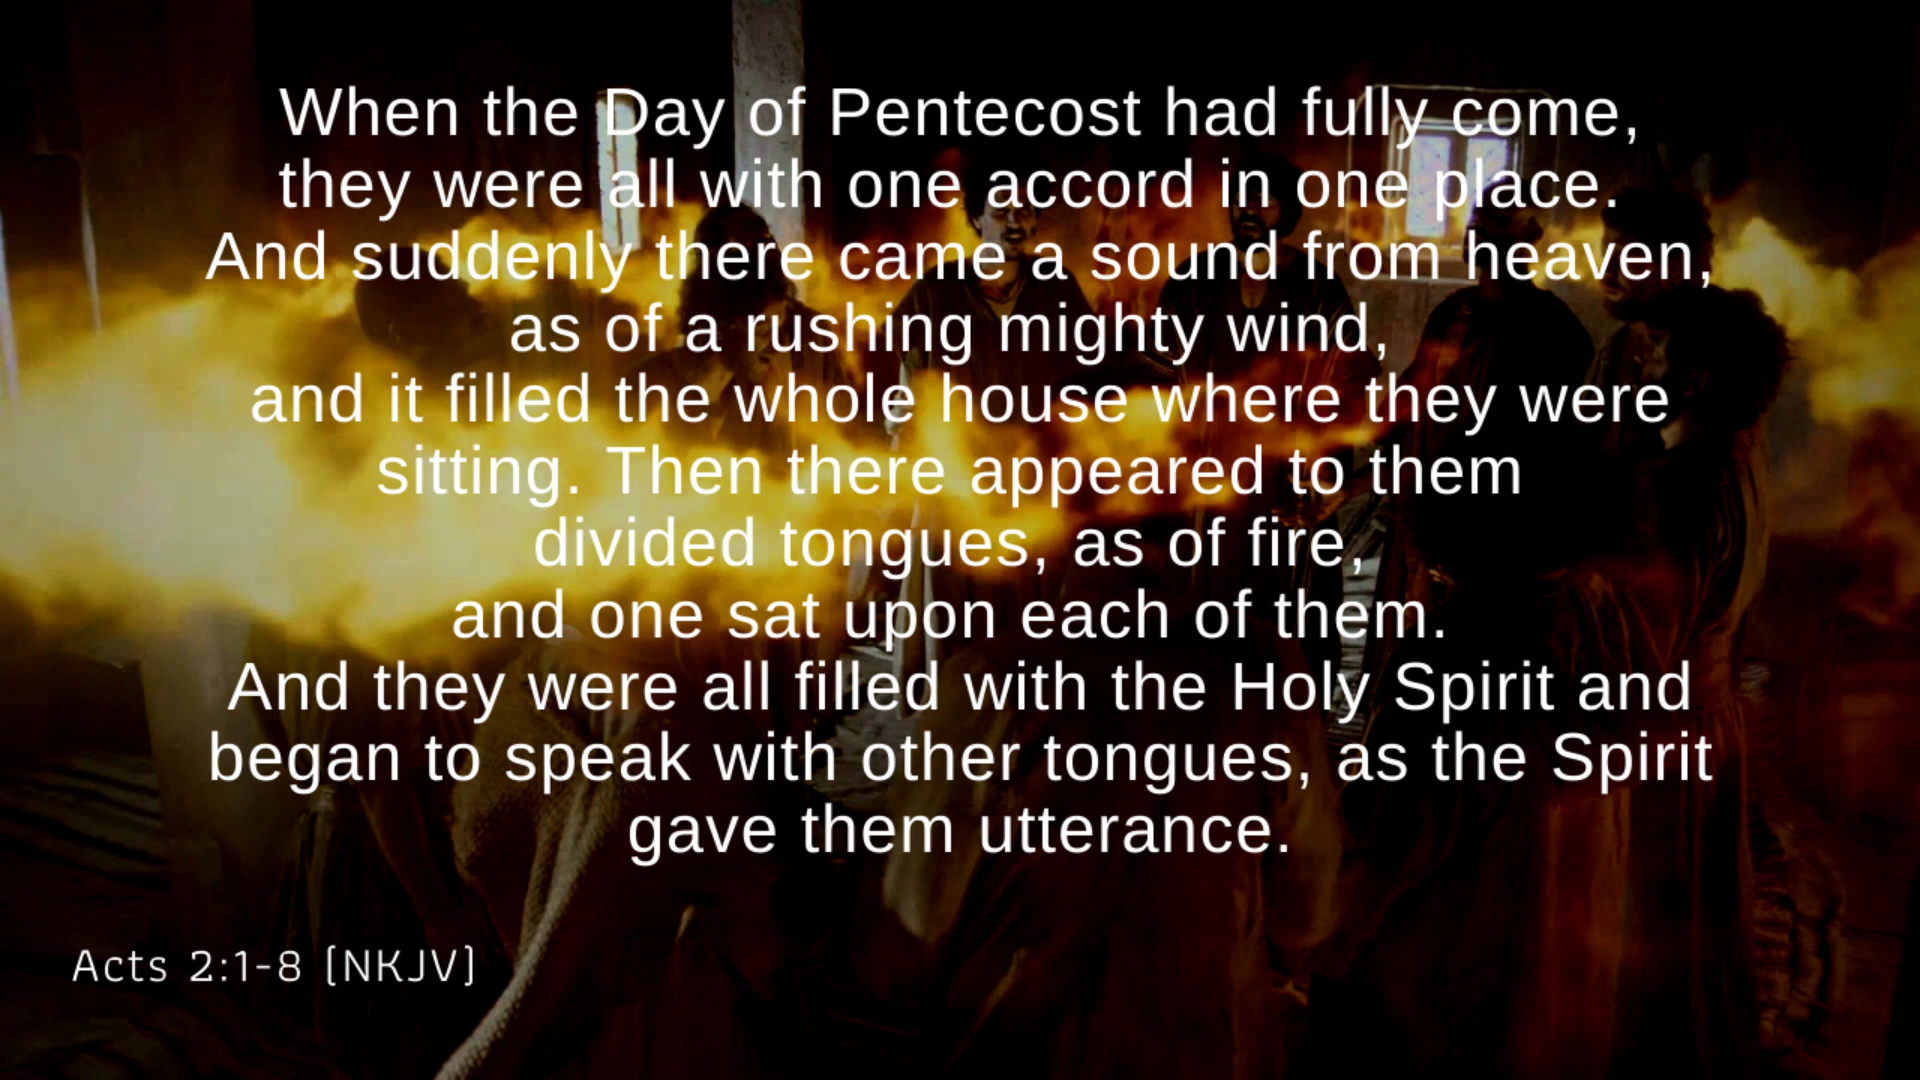 When the Day of Pentecost had fully come,
they were all with one accord in one place.
And suddenly there came a sound from heaven,
as of a rushing mighty wind,
and it filled the whole house where they were
sitting. Then there appeared to them
divided tongues, as of fire,
and one sat upon each of them.
And they were all filled with the Holy Spirit and
began to speak with other tongues, as the Spirit
gave them utterance.
Acts 2:1-8 (NKJV)